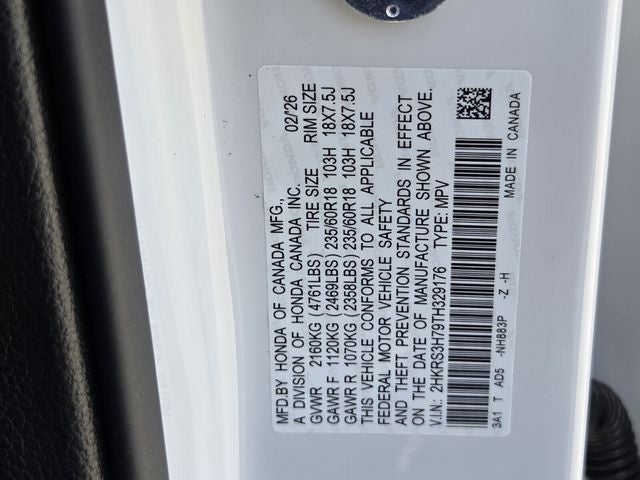 MFD.BY HONDA OF CANADA MFG.,
A DIVISION OF HONDA CANADA INC. 02/26
GVWR 2160KG (4761LBS) TIRE SIZE RIM SIZE
GAWR F 1120KG (2469LBS) 235/60R18 103H 18X7.5J
GAWR R 1070KG (2358LBS) 235/60R18 103H 18X7.5J
THIS VEHICLE CONFORMS TO ALL APPLICABLE
FEDERAL MOTOR VEHICLE SAFETY
AND THEFT PREVENTION STANDARDS IN EFFECT
ON THE DATE OF MANUFACTURE SHOWN ABOVE.
V.I.N.: 2HKRS3H79TH329176 TYPE: MPV
3A1 T AD5 -NH883P -Z -H MADE IN CANADA